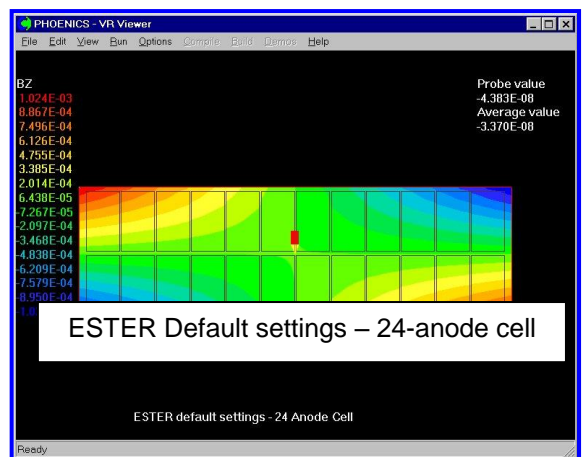 PHOENICS - VR Viewer
File Edit View Run Options Compile Build Demos Help
BZ
1.024E-03
8.867E-04
7.496E-04
6.126E-04
4.755E-04
3.385E-04
2.014E-04
6.438E-05
-7.267E-05
-2.097E-04
-3.468E-04
-4.838E-04
-6.209E-04
-7.579E-04
-8.950E-04
Probe value
-4.383E-08
Average value
-3.370E-08
ESTER Default settings – 24-anode cell
ESTER default settings - 24 Anode Cell
Ready